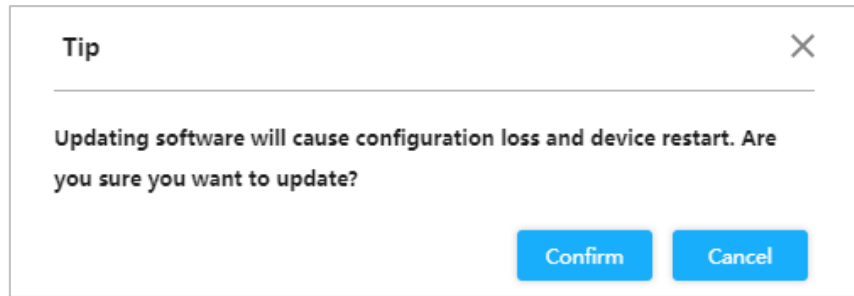 Tip
Updating software will cause configuration loss and device restart. Are
you sure you want to update?
Confirm Cancel